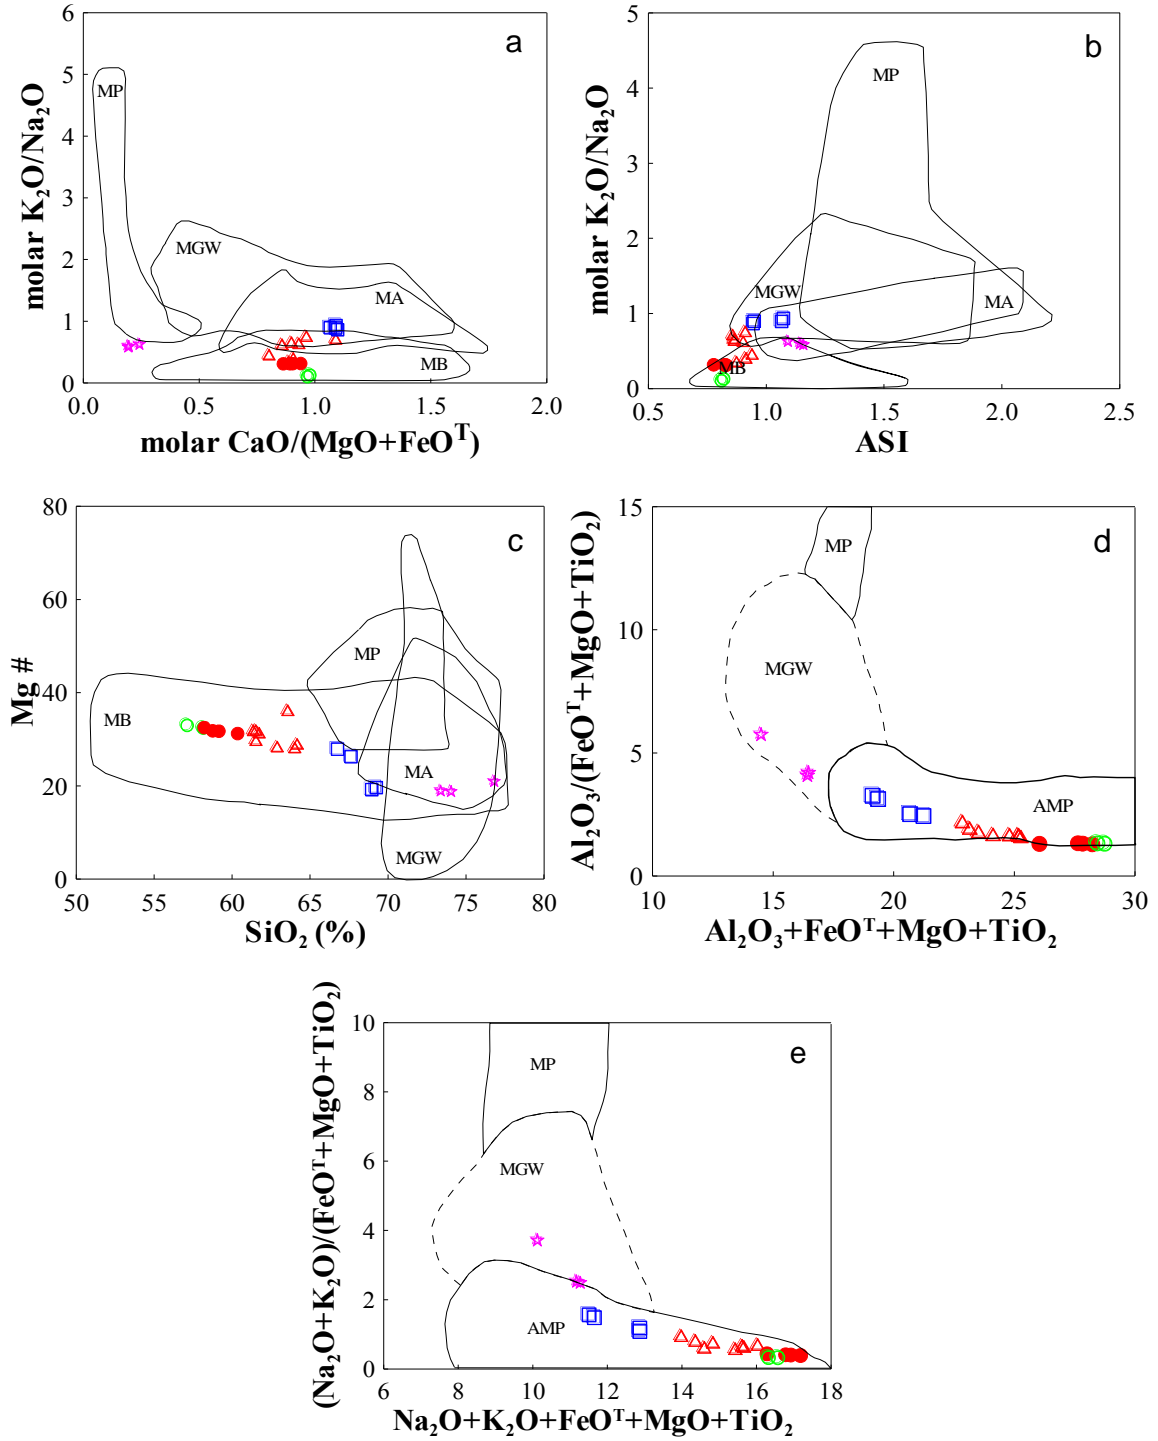 a
molar K₂O/Na₂O
6
5
4
3
2
1
0
MP
MGW
MA
MB
0.0 0.5 1.0 1.5 2.0
molar CaO/(MgO+FeOᵀ)
b
molar K₂O/Na₂O
5
4
3
2
1
0
MP
MGW
MA
MB
0.5 1.0 1.5 2.0 2.5
ASI
c
Mg #
80
60
40
20
0
MP
MB
MA
MGW
50 55 60 65 70 75 80
SiO₂ (%)
d
Al₂O₃/(FeOᵀ+MgO+TiO₂)
15
10
5
0
MP
MGW
AMP
10 15 20 25 30
Al₂O₃+FeOᵀ+MgO+TiO₂
e
(Na₂O+K₂O)/(FeOᵀ+MgO+TiO₂)
10
8
6
4
2
0
MP
MGW
AMP
6 8 10 12 14 16 18
Na₂O+K₂O+FeOᵀ+MgO+TiO₂